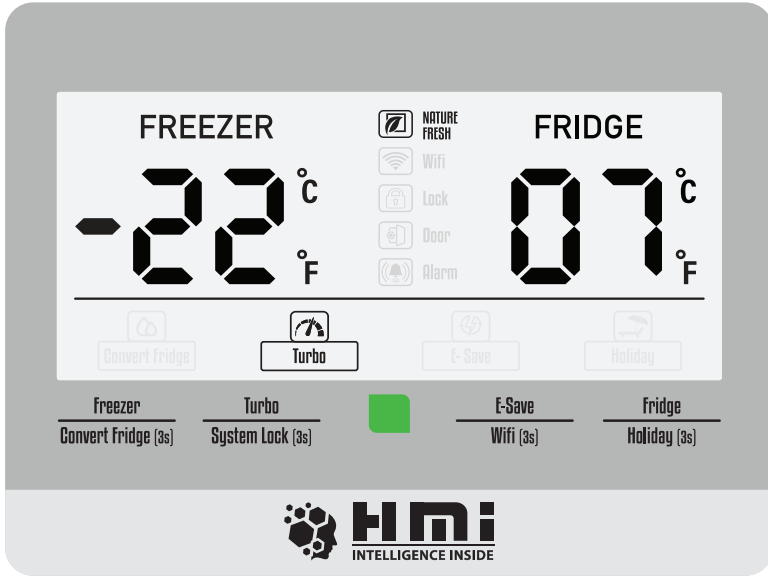 FREEZER
-22
°C
°F
NATURE
FRESH
Wifi
Lock
Door
Alarm
FRIDGE
07
°C
°F
Convert Fridge
Turbo
E- Save
Holiday
Freezer
Convert Fridge (3s)
Turbo
System Lock (3s)
E-Save
Wifi (3s)
Fridge
Holiday (3s)
HMi
INTELLIGENCE INSIDE